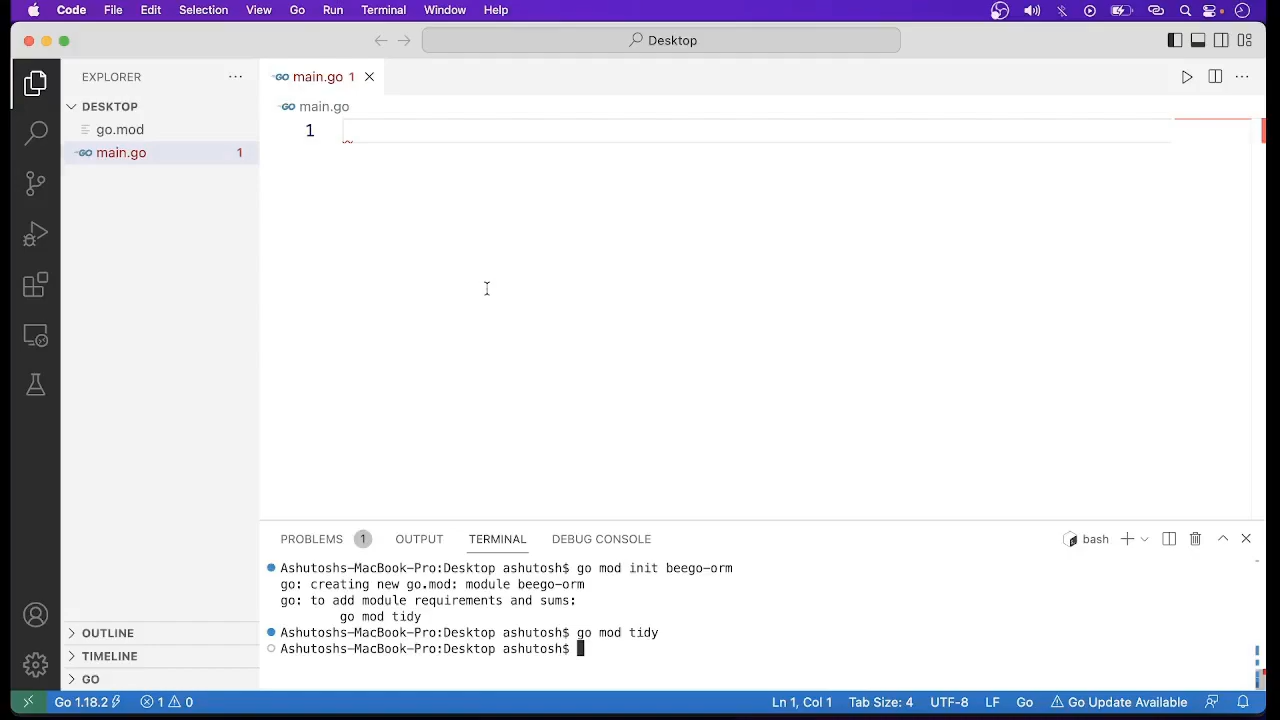 Code File Edit Selection View Go Run Terminal Window Help
Desktop
EXPLORER
GO main.go 1
DESKTOP
GO main.go
go.mod
1
GO main.go 1
PROBLEMS 1 OUTPUT TERMINAL DEBUG CONSOLE
bash
Ashutoshs-MacBook-Pro:Desktop ashutosh$ go mod init beego-orm
go: creating new go.mod: module beego-orm
go: to add module requirements and sums:
go mod tidy
Ashutoshs-MacBook-Pro:Desktop ashutosh$ go mod tidy
Ashutoshs-MacBook-Pro:Desktop ashutosh$
OUTLINE
TIMELINE
GO
Go 1.18.2 1 0 Ln 1, Col 1 Tab Size: 4 UTF-8 LF Go Go Update Available